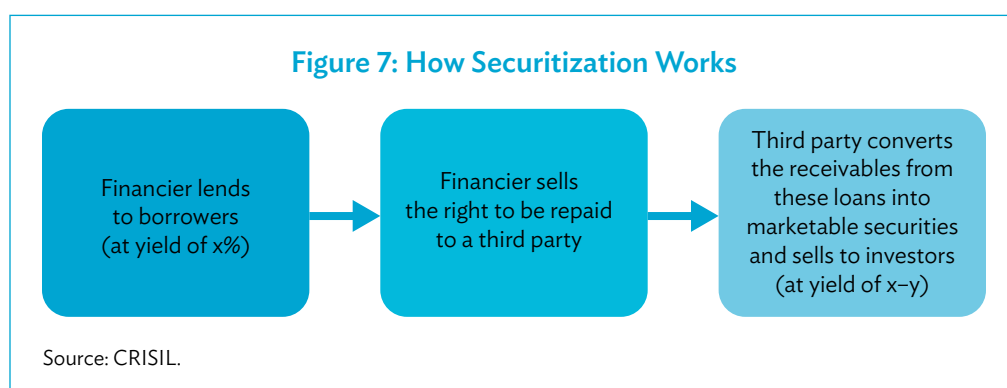 Figure 7: How Securitization Works
Financier lends
to borrowers
(at yield of x%)
Financier sells
the right to be repaid
to a third party
Third party converts
the receivables from
these loans into
marketable securities
and sells to investors
(at yield of x–y)
Source: CRISIL.